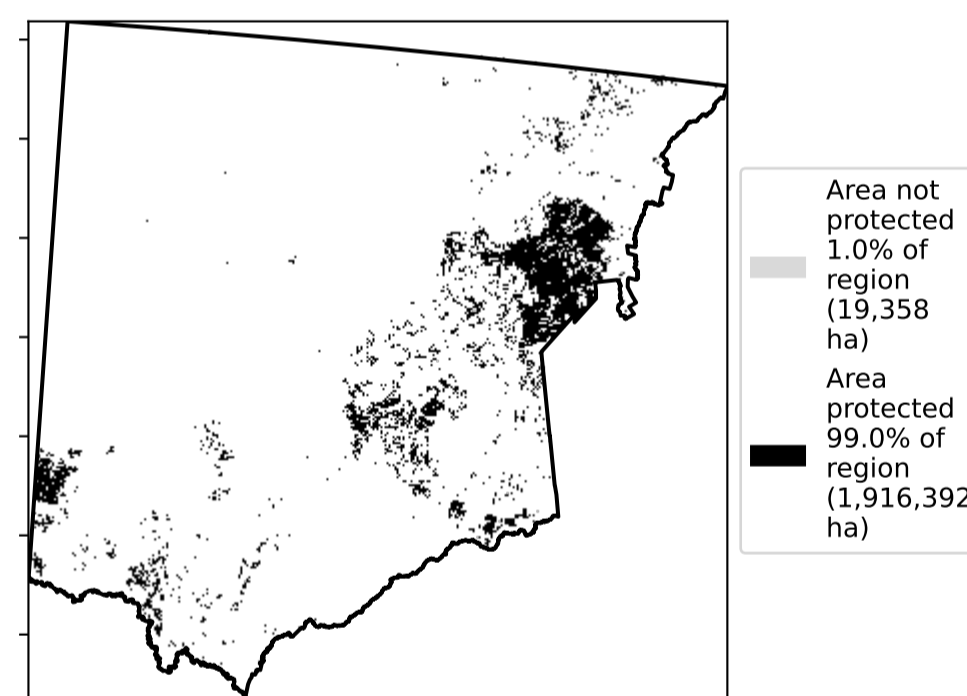 Area not
protected
1.0% of
region
(19,358
ha)
Area
protected
99.0% of
region
(1,916,392
ha)